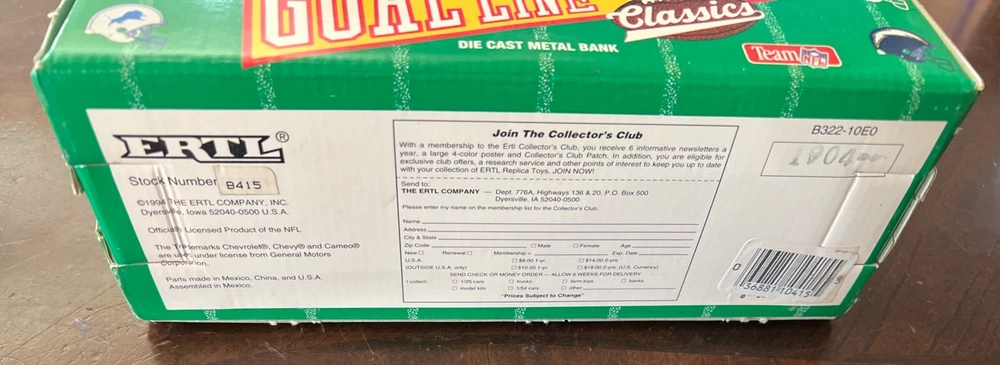 GOAL LINE
Classics
DIE CAST METAL BANK
Team NFL
ERTL®
Stock Number B415
©1994 THE ERTL COMPANY, INC.
Dyersville, Iowa 52040-0500 U.S.A.
Officially Licensed Product of the NFL
The Trademarks Chevrolet®, Chevy® and Cameo®
are used under license from General Motors
Corporation.
Parts made in Mexico, China, and U.S.A.
Assembled in Mexico.
Join The Collector's Club
With a membership to the Ertl Collector's Club, you receive 6 informative newsletters a
year, a large 4-color poster and Collector's Club Patch. In addition, you are eligible for
exclusive club offers, a research service and other points of interest to keep you up to date
with your collection of ERTL Replica Toys. JOIN NOW!
Send to:
THE ERTL COMPANY — Dept. 776A, Highways 136 & 20, P.O. Box 500
Dyersville, IA 52040-0500
Please enter my name on the membership list for the Collector's Club
Name
Address
City & State
Zip Code Male Female Age
New Renewal Membership # Exp. Date
U.S.A. $8.00 1-yr. $14.00 2-yrs.
(OUTSIDE U.S.A. only) $10.00 1-yr. $18.00 2-yrs. (U.S. Currency)
SEND CHECK OR MONEY ORDER — ALLOW 6 WEEKS FOR DELIVERY
I collect: 1/25 cars trucks farm toys banks
model kits 1/64 cars other
"Prices Subject to Change"
B322-10E0
0